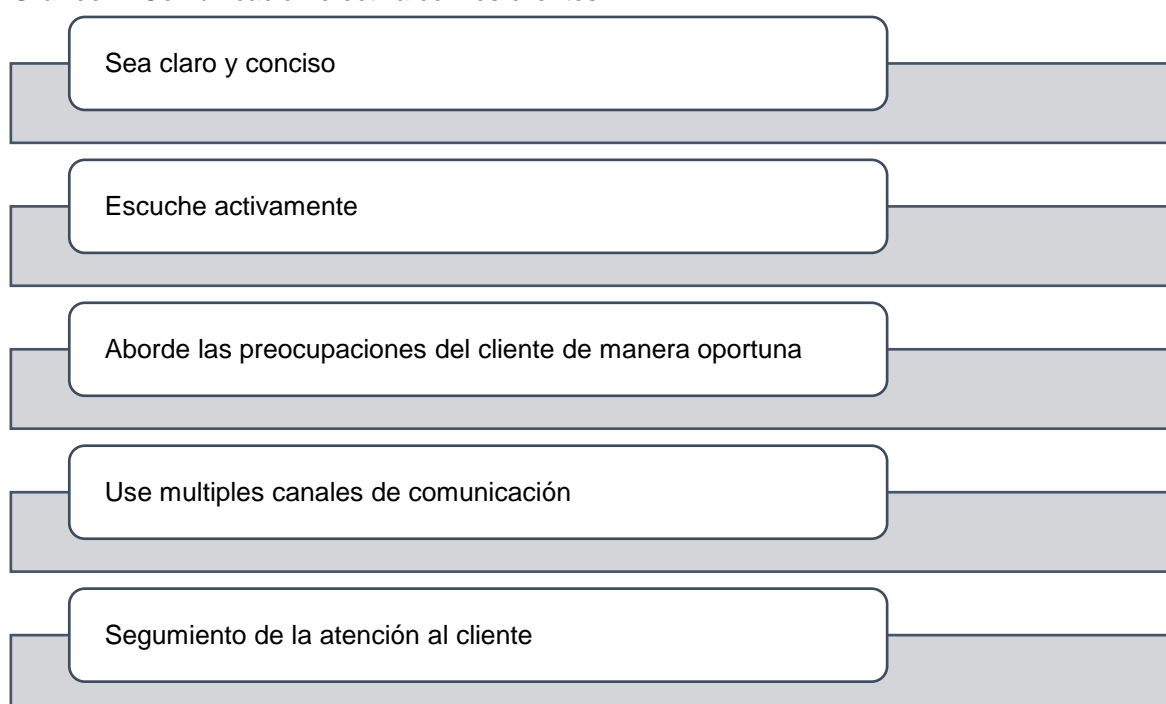 Sea claro y conciso
Escuche activamente
Aborde las preocupaciones del cliente de manera oportuna
Use multiples canales de comunicación
Segumiento de la atención al cliente